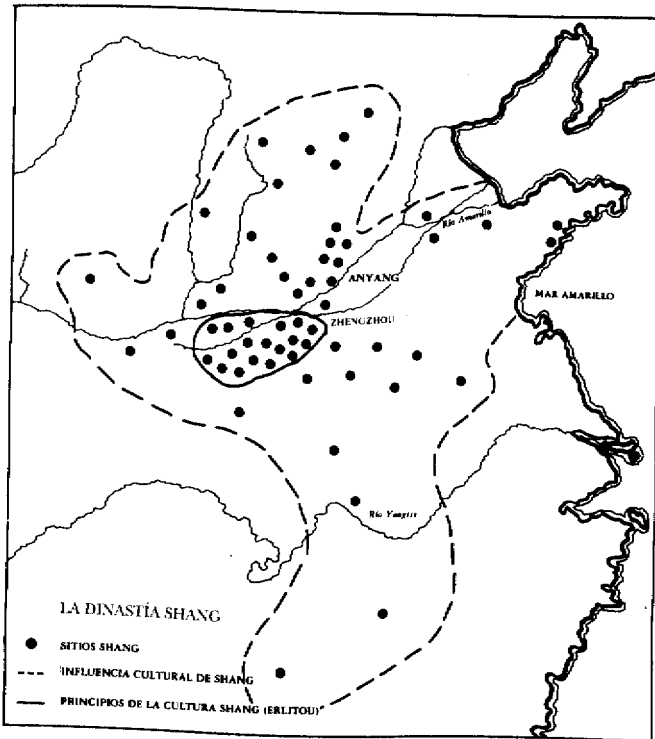 Río Amarillo
ANYANG
MAR AMARILLO
ZHENGZHOU
Río Yangzi
LA DINASTÍA SHANG
SITIOS SHANG
INFLUENCIA CULTURAL DE SHANG
PRINCIPIOS DE LA CULTURA SHANG (ERLITOU)